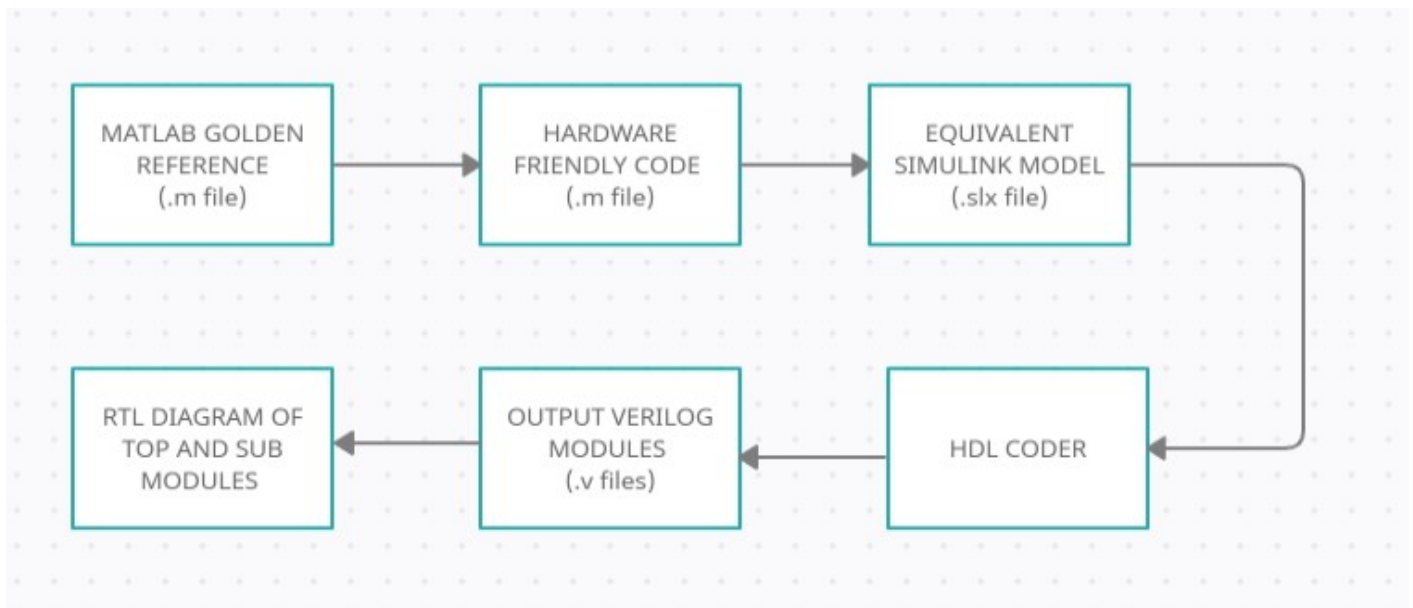 MATLAB GOLDEN
REFERENCE
(.m file)
HARDWARE
FRIENDLY CODE
(.m file)
EQUIVALENT
SIMULINK MODEL
(.slx file)
HDL CODER
OUTPUT VERILOG
MODULES
(.v files)
RTL DIAGRAM OF
TOP AND SUB
MODULES